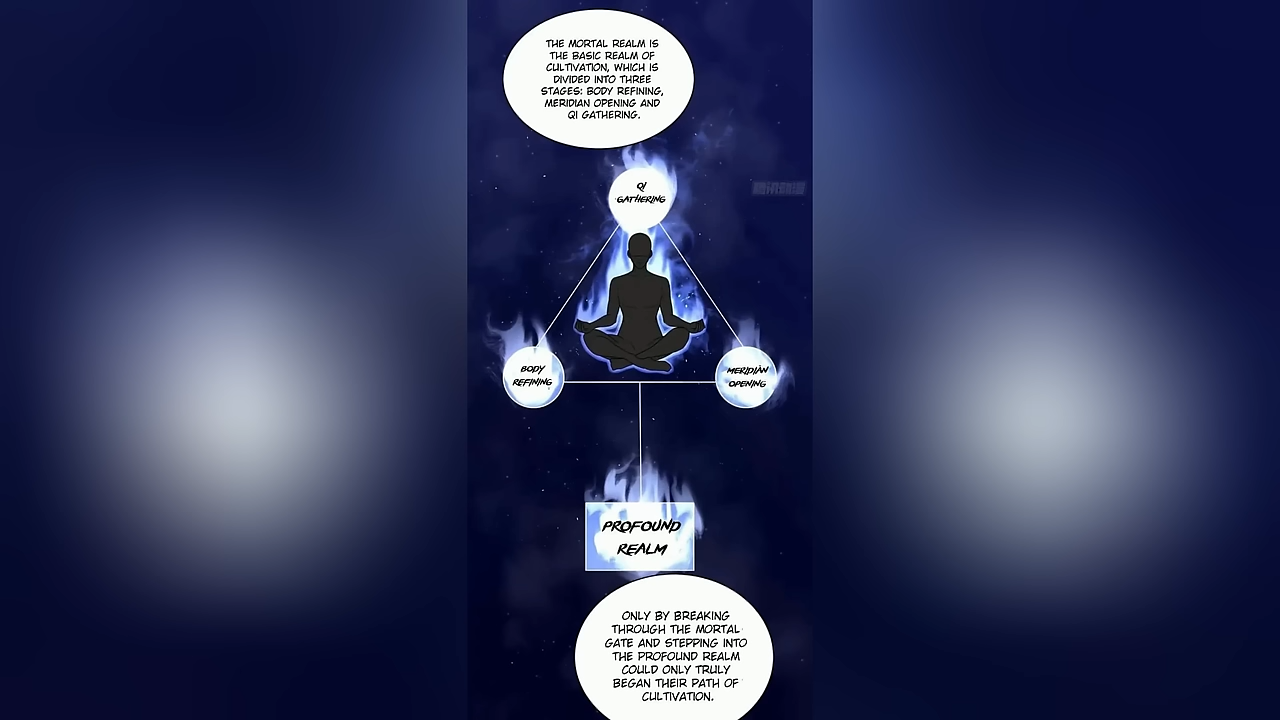 THE MORTAL REALM IS
THE BASIC REALM OF
CULTIVATION, WHICH IS
DIVIDED INTO THREE
STAGES: BODY REFINING,
MERIDIAN OPENING AND
QI GATHERING.
QI
GATHERING
BODY
REFINING
MERIDIAN
OPENING
PROFOUND
REALM
ONLY BY BREAKING
THROUGH THE MORTAL
GATE AND STEPPING INTO
THE PROFOUND REALM
COULD ONLY TRULY
BEGAN THEIR PATH OF
CULTIVATION.